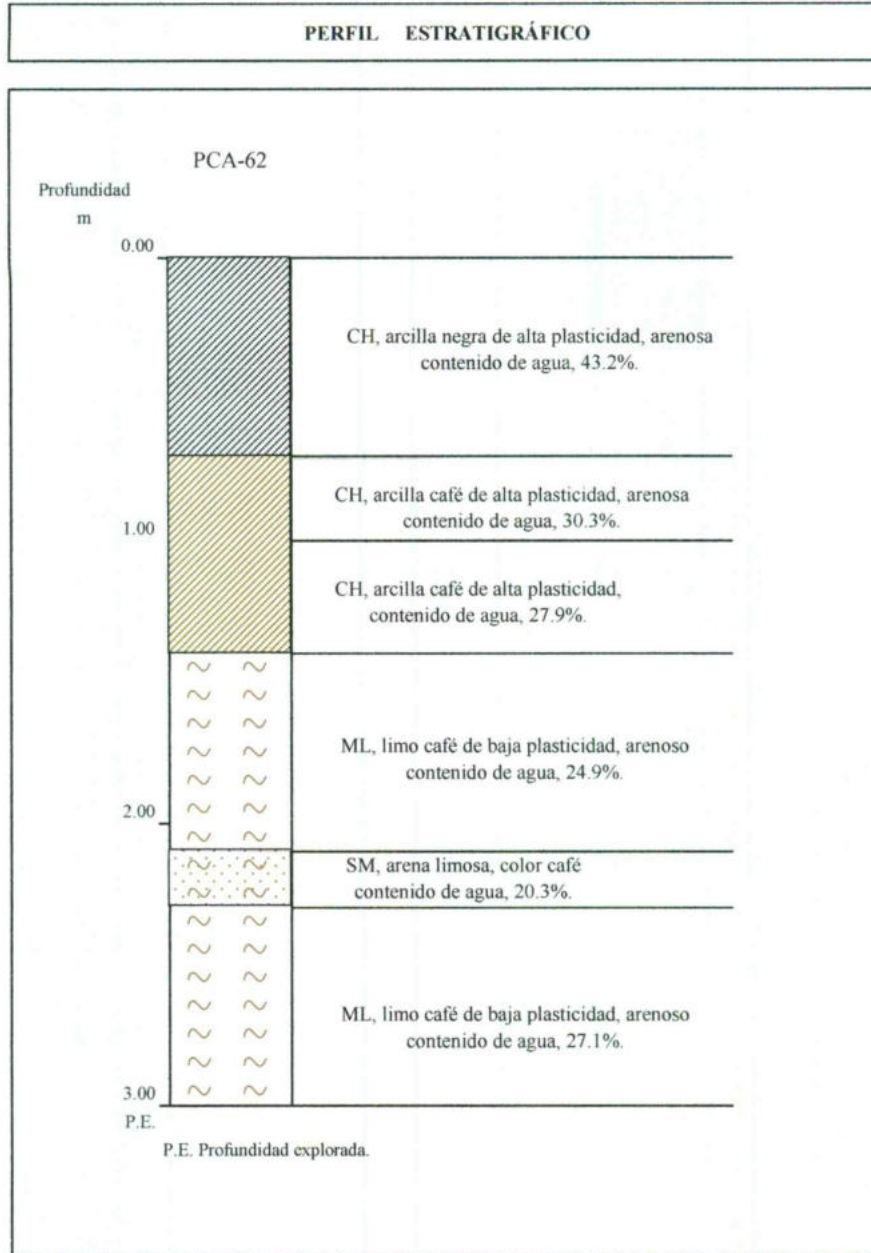 PERFIL ESTRATIGRÁFICO
PCA-62
Profundidad
m
0.00
CH, arcilla negra de alta plasticidad, arenosa
contenido de agua, 43.2%.
CH, arcilla café de alta plasticidad, arenosa
contenido de agua, 30.3%.
1.00
CH, arcilla café de alta plasticidad,
contenido de agua, 27.9%.
ML, limo café de baja plasticidad, arenoso
contenido de agua, 24.9%.
2.00
SM, arena limosa, color café
contenido de agua, 20.3%.
ML, limo café de baja plasticidad, arenoso
contenido de agua, 27.1%.
3.00
P.E.
P.E. Profundidad explorada.